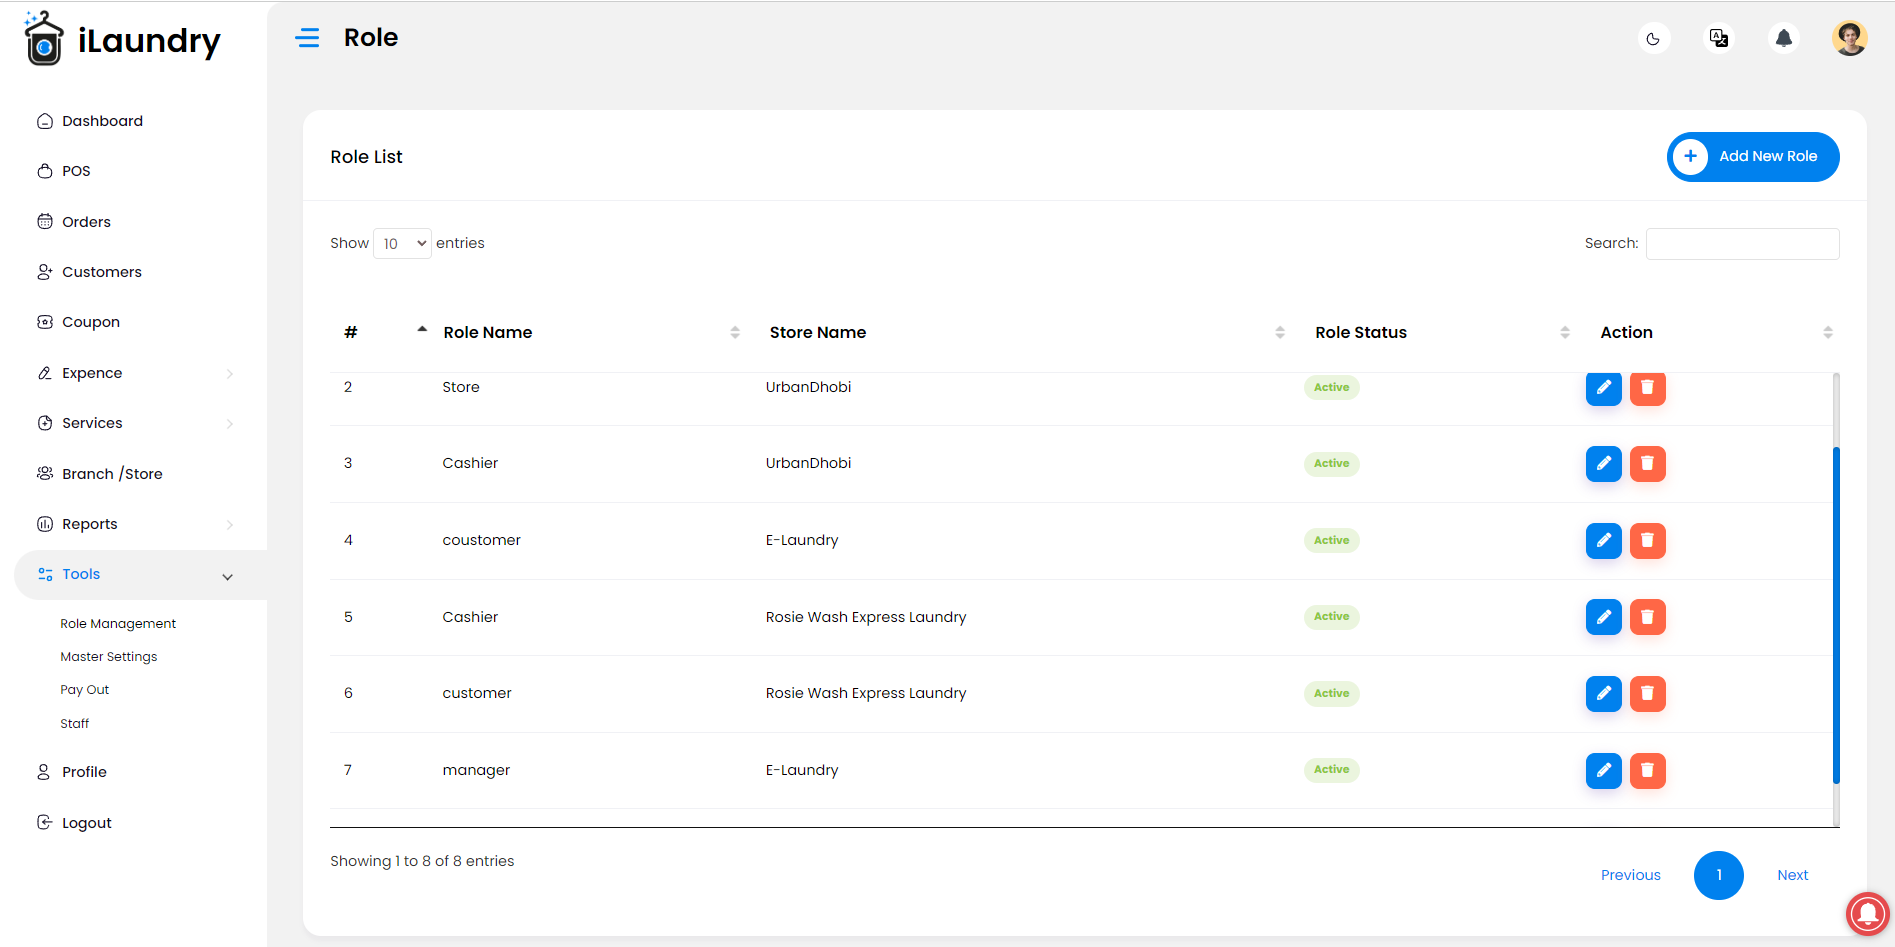 iLaundry
Role
Dashboard
POS
Orders
Customers
Coupon
Expence
Services
Branch /Store
Reports
Tools
Role Management
Master Settings
Pay Out
Staff
Profile
Logout
Role List
Add New Role
Show 10 entries
Search:
# Role Name Store Name Role Status Action
2 Store UrbanDhobi Active
3 Cashier UrbanDhobi Active
4 coustomer E-Laundry Active
5 Cashier Rosie Wash Express Laundry Active
6 customer Rosie Wash Express Laundry Active
7 manager E-Laundry Active
Showing 1 to 8 of 8 entries
Previous 1 Next